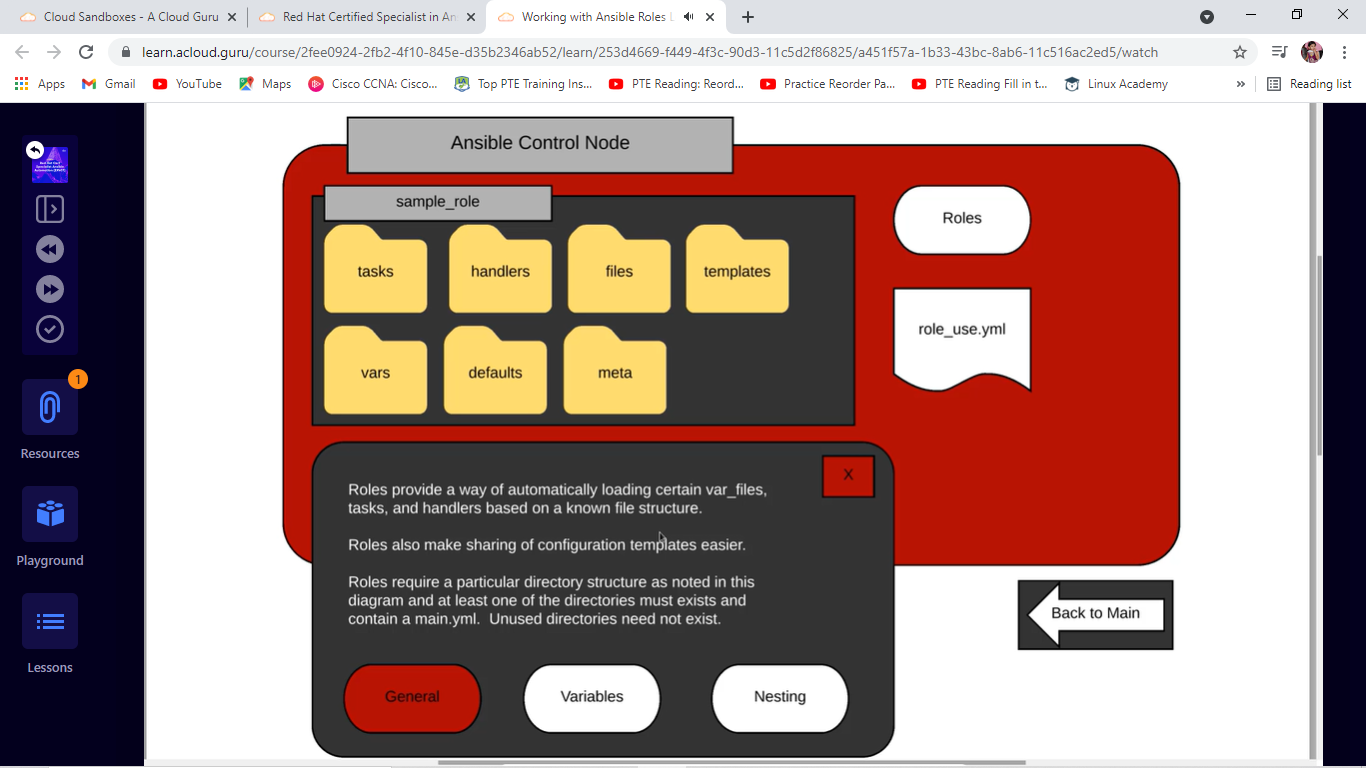 Cloud Sandboxes - A Cloud Guru
Red Hat Certified Specialist in An
Working with Ansible Roles L
learn.acloud.guru/course/2fee0924-2fb2-4f10-845e-d35b2346ab52/learn/253d4669-f449-4f3c-90d3-11c5d2f86825/a451f57a-1b33-43bc-8ab6-11c516ac2ed5/watch
Apps
Gmail
YouTube
Maps
Cisco CCNA: Cisco...
Top PTE Training Ins...
PTE Reading: Reord...
Practice Reorder Pa...
PTE Reading Fill in t...
Linux Academy
»
Reading list
1
Resources
Playground
Lessons
Ansible Control Node
sample_role
tasks
handlers
files
templates
vars
defaults
meta
Roles
role_use.yml
X
Roles provide a way of automatically loading certain var_files,
tasks, and handlers based on a known file structure.
Roles also make sharing of configuration templates easier.
Roles require a particular directory structure as noted in this
diagram and at least one of the directories must exists and
contain a main.yml.  Unused directories need not exist.
General
Variables
Nesting
Back to Main